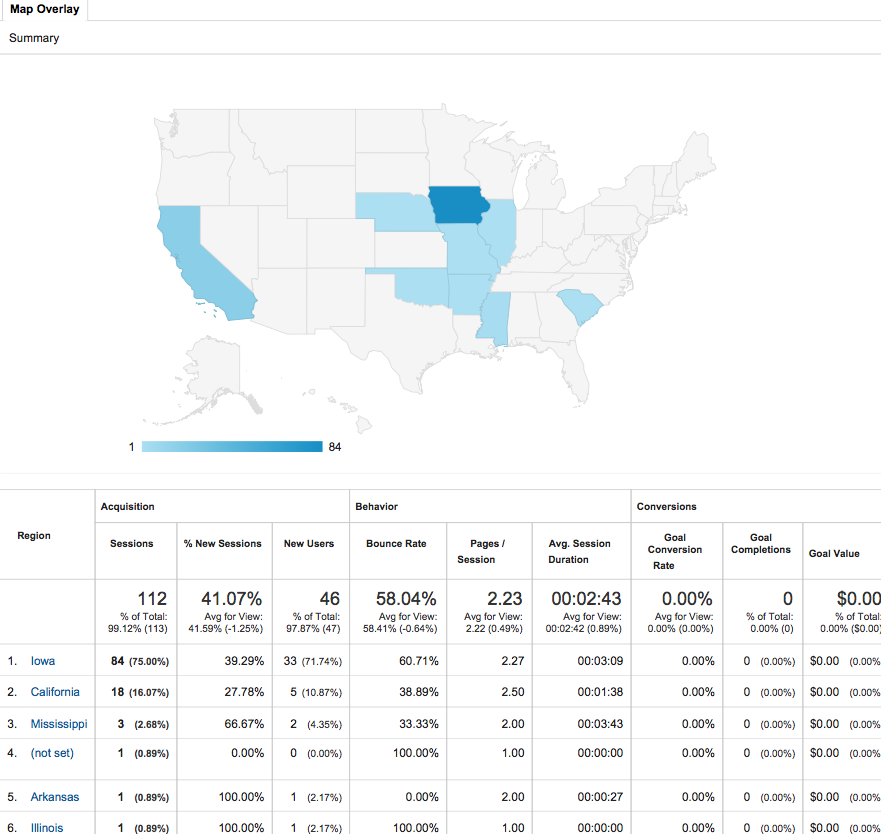 Map Overlay
Summary
1 84
Region Acquisition Behavior Conversions
Sessions % New Sessions New Users Bounce Rate Pages / Session Avg. Session Duration Goal Conversion Rate Goal Completions Goal Value
112 41.07% 46 58.04% 2.23 00:02:43 0.00% 0 $0.00
% of Total: Avg for View: % of Total: Avg for View: Avg for View: Avg for View: Avg for View: % of Total: % of Total:
99.12% (113) 41.59% (-1.25%) 97.87% (47) 58.41% (-0.64%) 2.22 (0.49%) 00:02:42 (0.89%) 0.00% (0.00%) 0.00% (0) 0.00% ($0.00)
1. Iowa 84 (75.00%) 39.29% 33 (71.74%) 60.71% 2.27 00:03:09 0.00% 0 (0.00%) $0.00 (0.00%
2. California 18 (16.07%) 27.78% 5 (10.87%) 38.89% 2.50 00:01:38 0.00% 0 (0.00%) $0.00 (0.00%
3. Mississippi 3 (2.68%) 66.67% 2 (4.35%) 33.33% 2.00 00:03:43 0.00% 0 (0.00%) $0.00 (0.00%
4. (not set) 1 (0.89%) 0.00% 0 (0.00%) 100.00% 1.00 00:00:00 0.00% 0 (0.00%) $0.00 (0.00%
5. Arkansas 1 (0.89%) 100.00% 1 (2.17%) 0.00% 2.00 00:00:27 0.00% 0 (0.00%) $0.00 (0.00%
6. Illinois 1 (0.89%) 100.00% 1 (2.17%) 100.00% 1.00 00:00:00 0.00% 0 (0.00%) $0.00 (0.00%